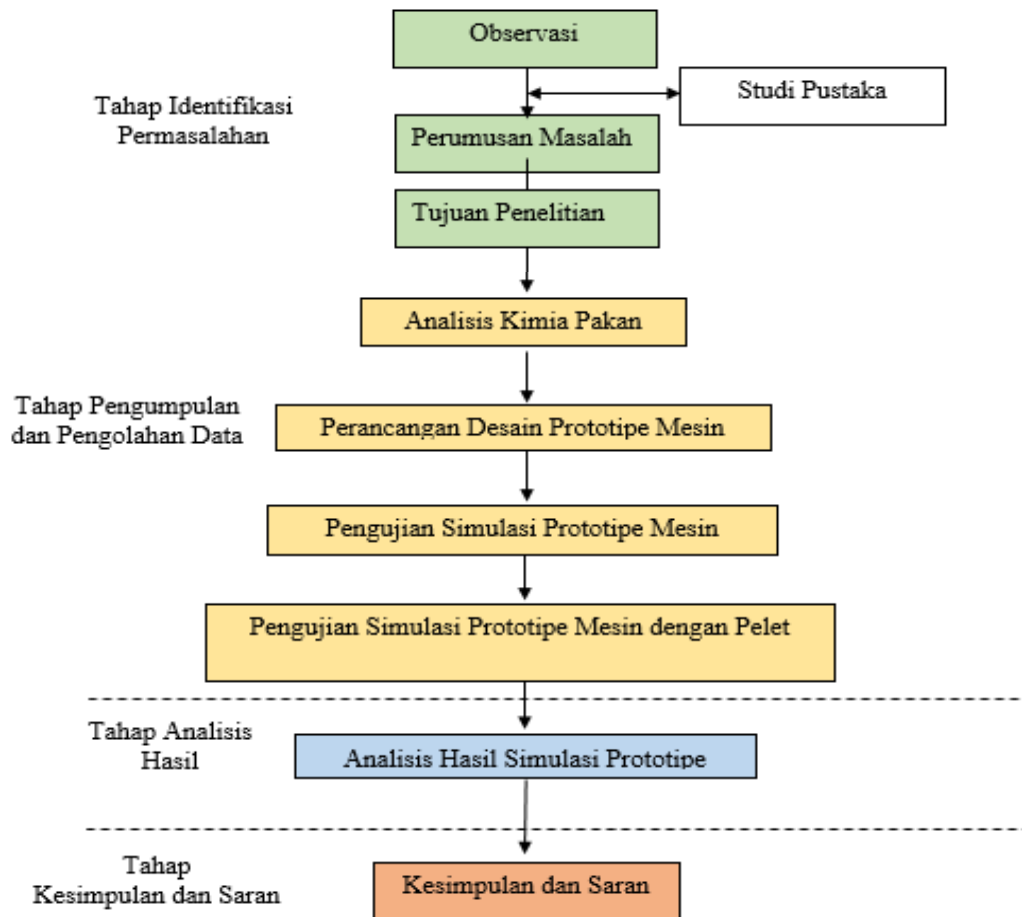 Observasi
Studi Pustaka
Tahap Identifikasi
Permasalahan
Perumusan Masalah
Tujuan Penelitian
Analisis Kimia Pakan
Tahap Pengumpulan
dan Pengolahan Data
Perancangan Desain Prototipe Mesin
Pengujian Simulasi Prototipe Mesin
Pengujian Simulasi Prototipe Mesin dengan Pelet
Tahap Analisis
Hasil
Analisis Hasil Simulasi Prototipe
Tahap
Kesimpulan dan Saran
Kesimpulan dan Saran